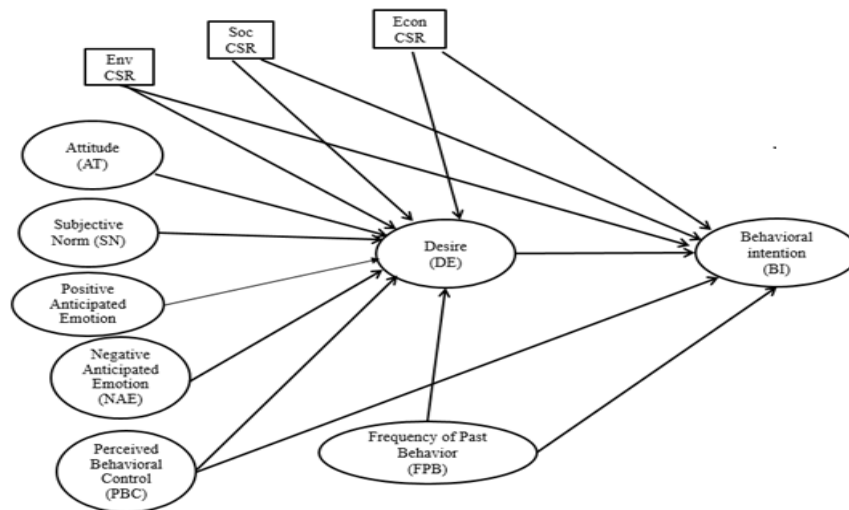 Env
CSR
Soc
CSR
Econ
CSR
Attitude
(AT)
Subjective
Norm (SN)
Positive
Anticipated
Emotion
Negative
Anticipated
Emotion
(NAE)
Perceived
Behavioral
Control
(PBC)
Desire
(DE)
Frequency of Past
Behavior
(FPB)
Behavioral
intention
(BI)